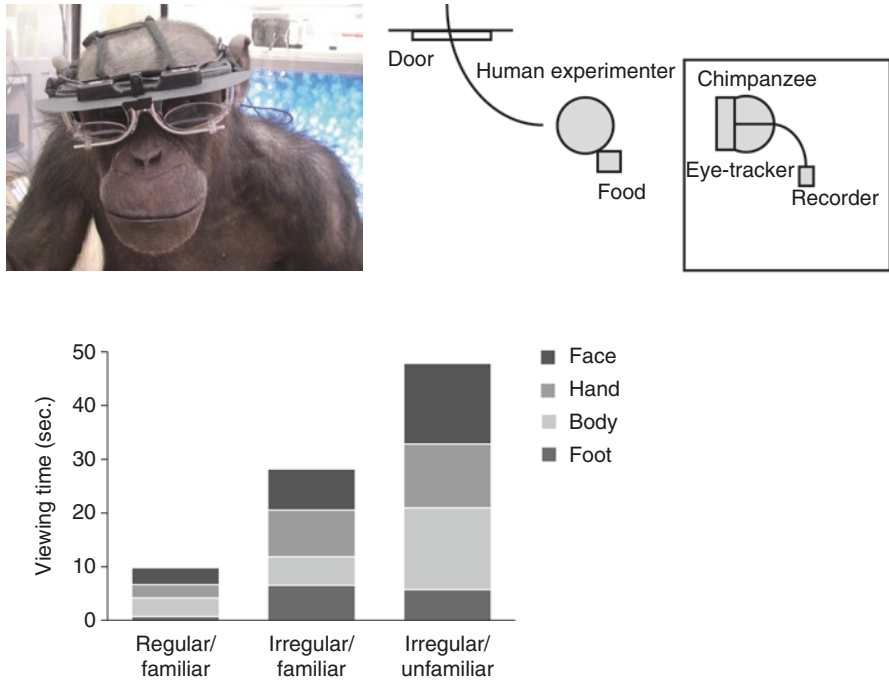 Door
Human experimenter
Food
Chimpanzee
Eye-tracker
Recorder
Viewing time (sec.)
50
40
30
20
10
0
Regular/
familiar
Irregular/
familiar
Irregular/
unfamiliar
Face
Hand
Body
Foot